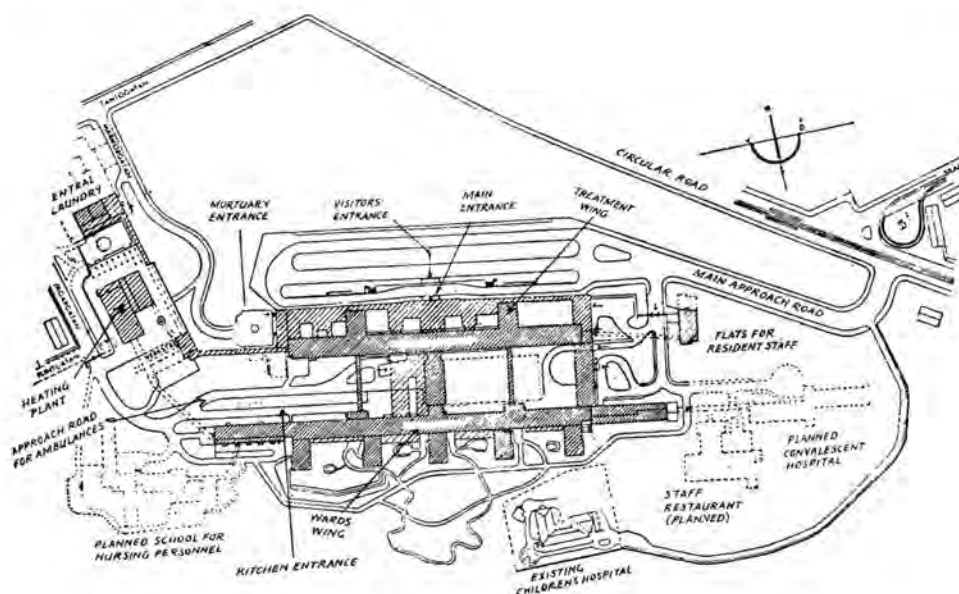 CIRCULAR ROAD
ENTRAL
LAUNDRY
MORTUARY
ENTRANCE
VISITORS
ENTRANCE
MAIN
ENTRANCE
TREATMENT
WING
MAIN APPROACH ROAD
FLATS FOR
RESIDENT STAFF
HEATING
PLANT
APPROACH ROAD
FOR AMBULANCES
PLANNED
CONVALESCENT
HOSPITAL
STAFF
RESTAURANT
(PLANNED)
WARDS
WING
PLANNED SCHOOL FOR
NURSING PERSONNEL
KITCHEN ENTRANCE
EXISTING
CHILDREN'S HOSPITAL